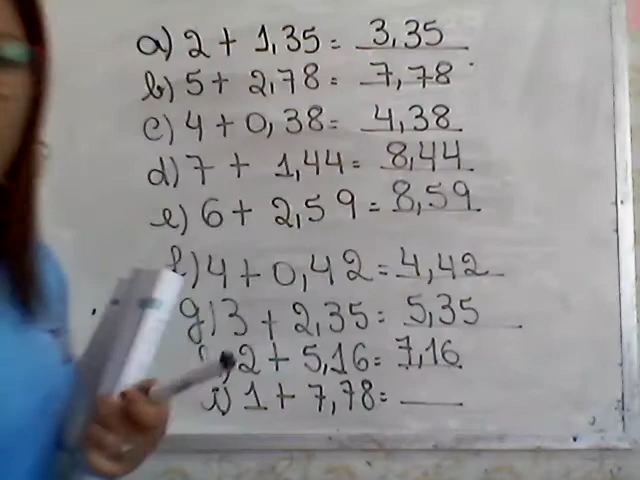 a) 2 + 1,35 = 3,35
b) 5 + 2,78 = 7,78
c) 4 + 0,38 = 4,38
d) 7 + 1,44 = 8,44
e) 6 + 2,59 = 8,59
f) 4 + 0,42 = 4,42
g) 3 + 2,35 = 5,35
2 + 5,16 = 7,16
i) 1 + 7,78 = ____